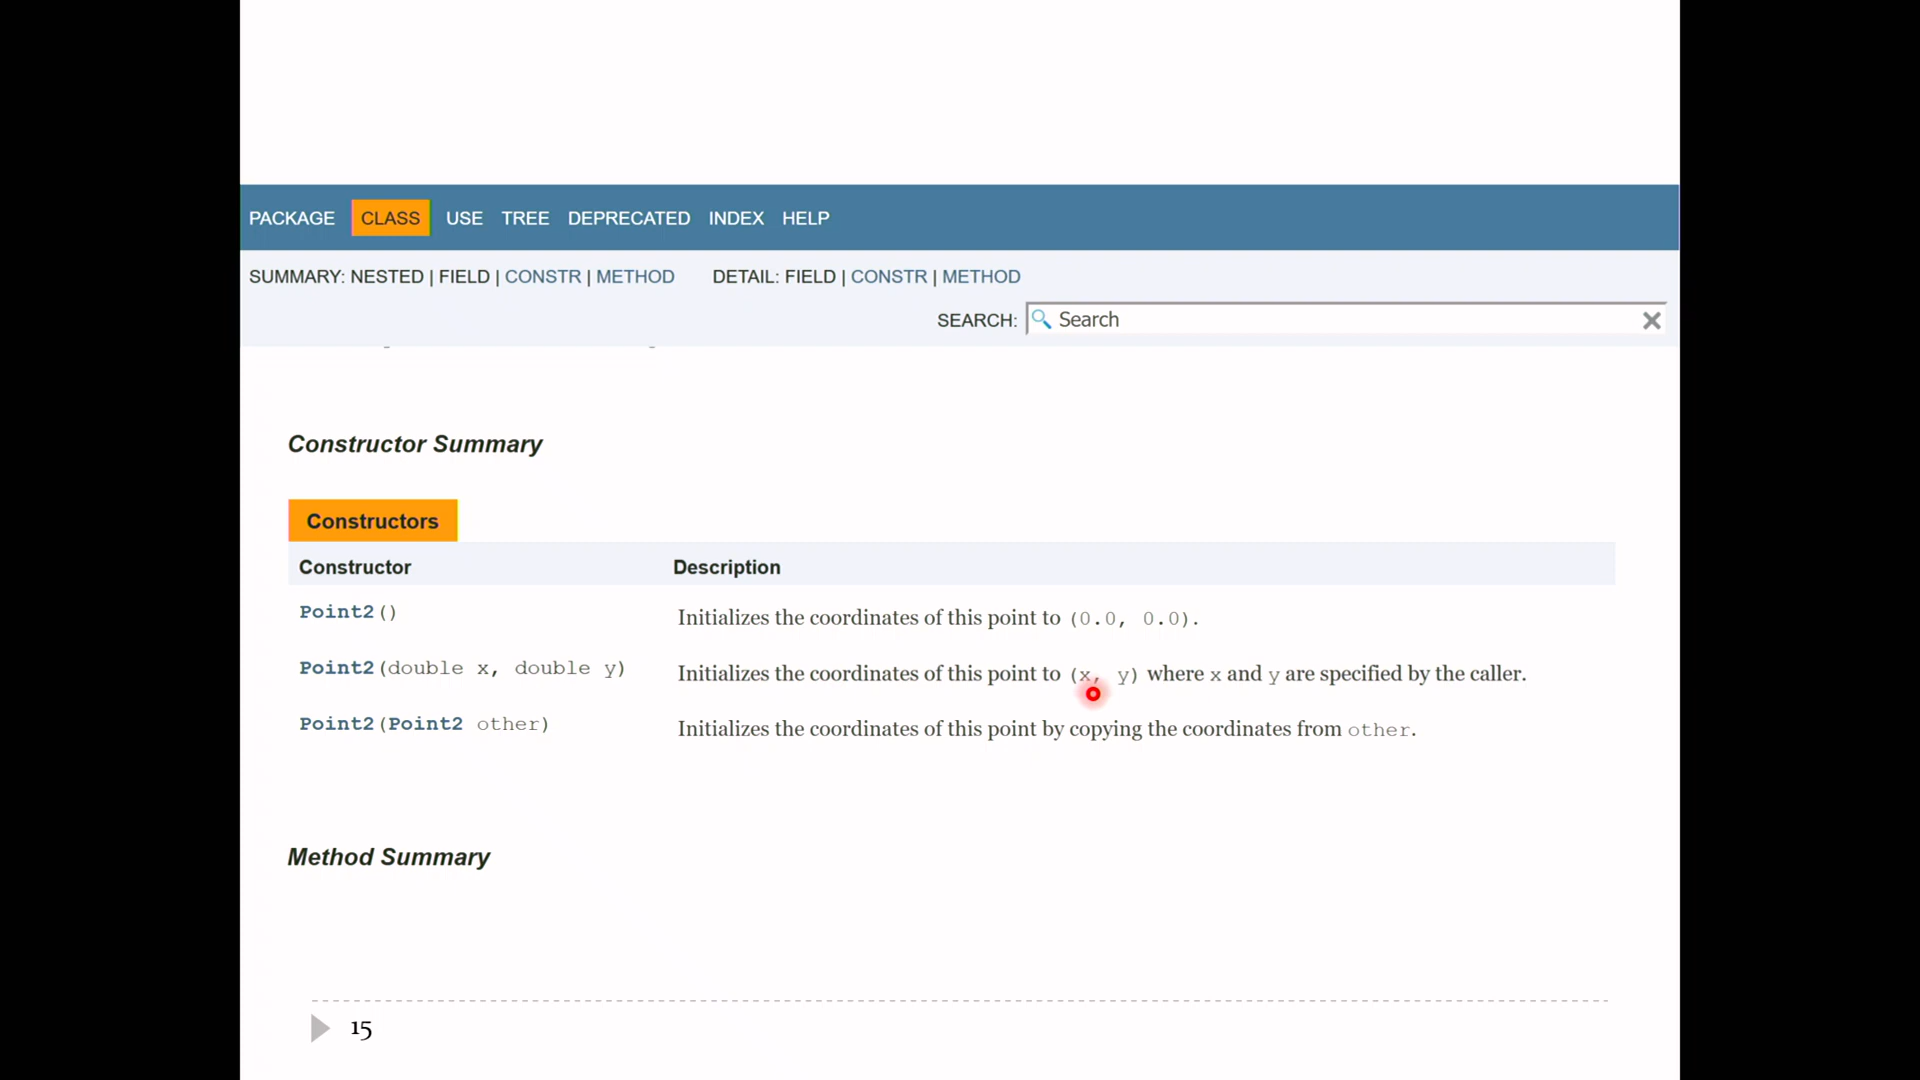 PACKAGE CLASS USE TREE DEPRECATED INDEX HELP
SUMMARY: NESTED | FIELD | CONSTR | METHOD DETAIL: FIELD | CONSTR | METHOD
SEARCH: Search
Constructor Summary
Constructors
Constructor Description
Point2() Initializes the coordinates of this point to (0.0, 0.0).
Point2(double x, double y) Initializes the coordinates of this point to (x, y) where x and y are specified by the caller.
Point2(Point2 other) Initializes the coordinates of this point by copying the coordinates from other.
Method Summary
15